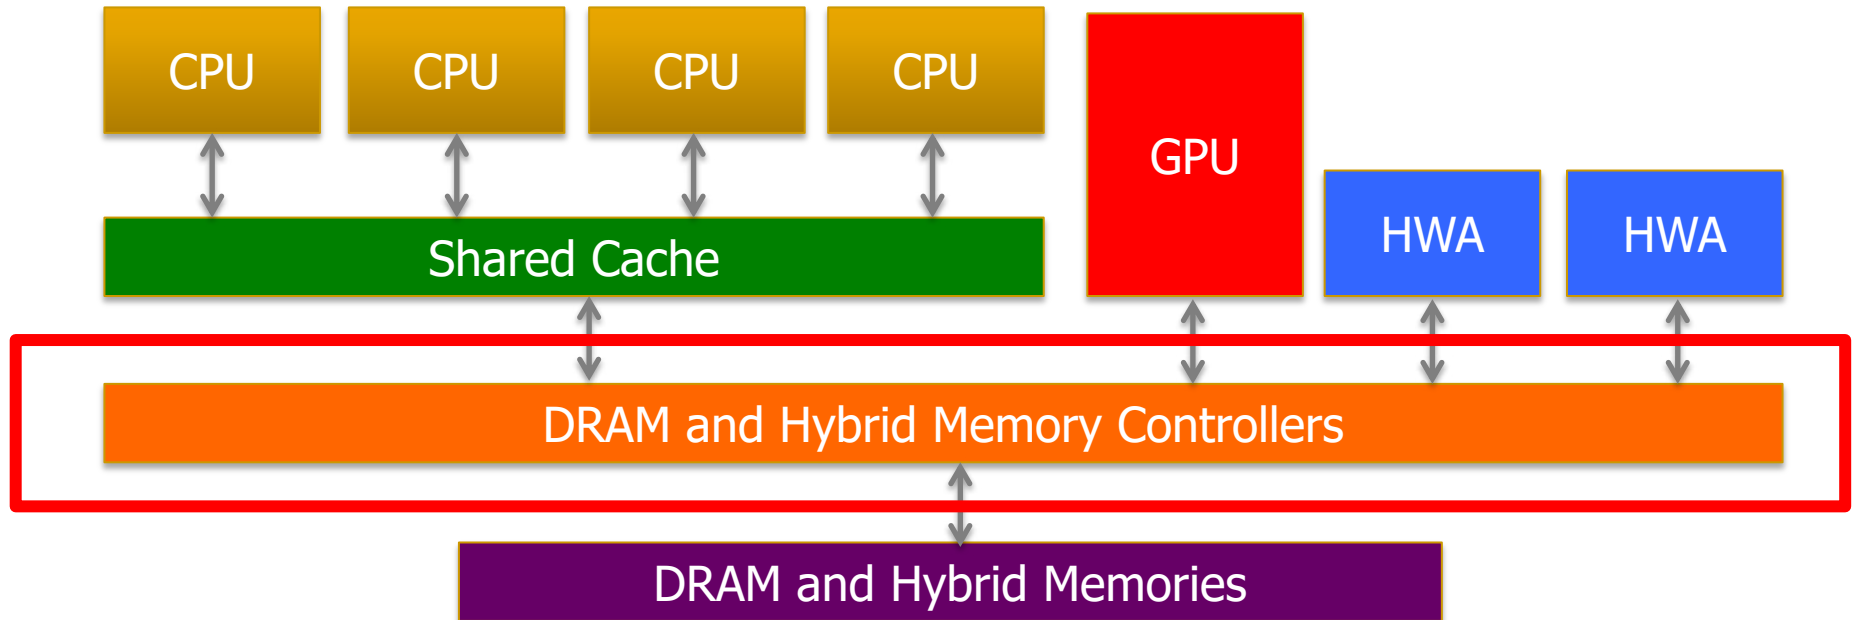 CPU
CPU
CPU
CPU
GPU
HWA
HWA
Shared Cache
DRAM and Hybrid Memory Controllers
DRAM and Hybrid Memories